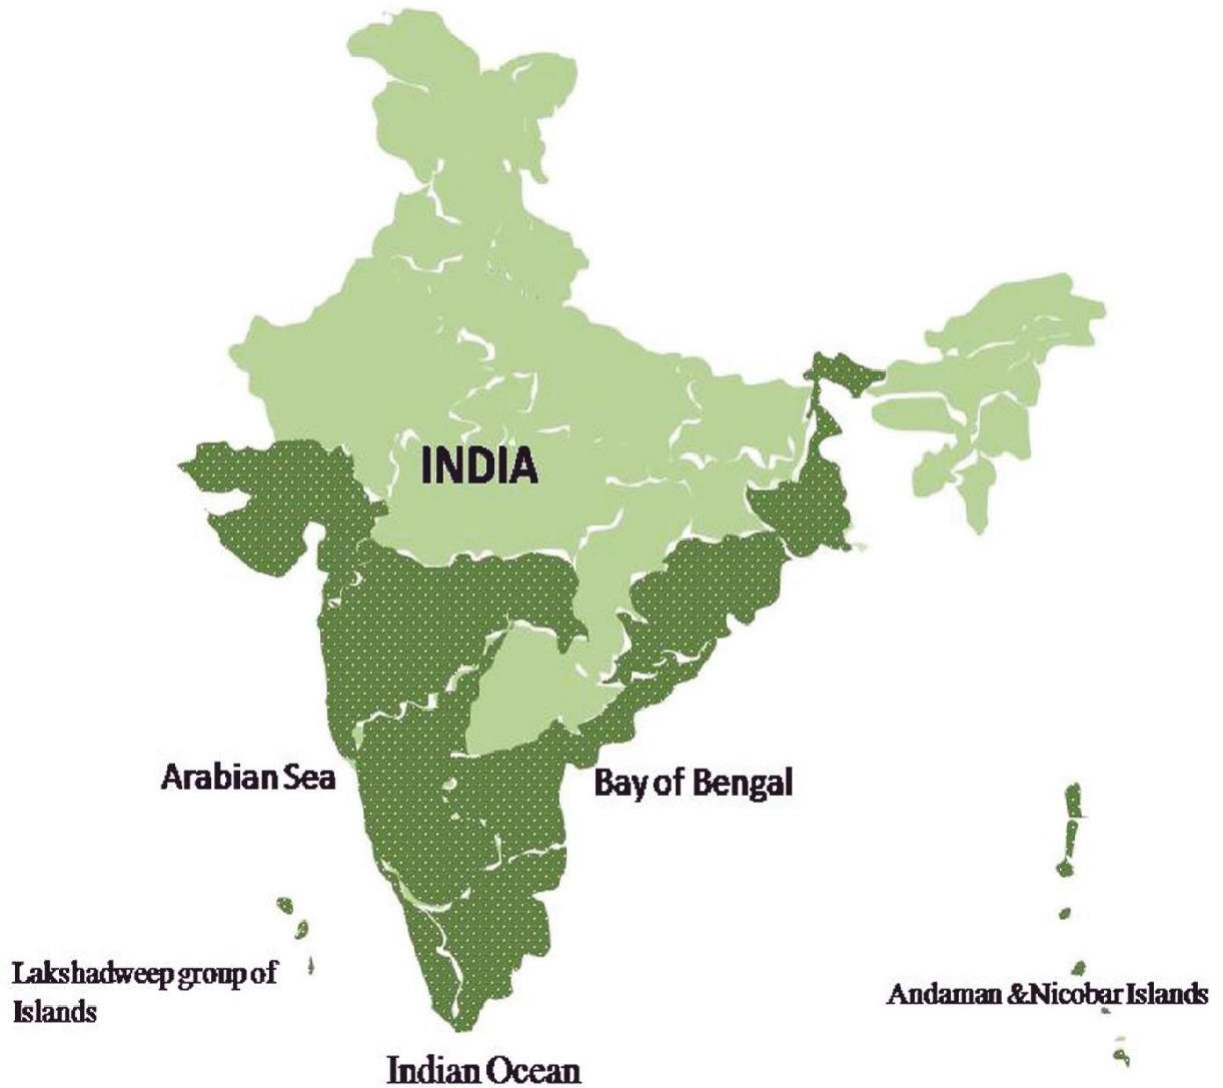 INDIA
Arabian Sea
Bay of Bengal
Lakshadweep group of
Islands
Andaman & Nicobar Islands
Indian Ocean